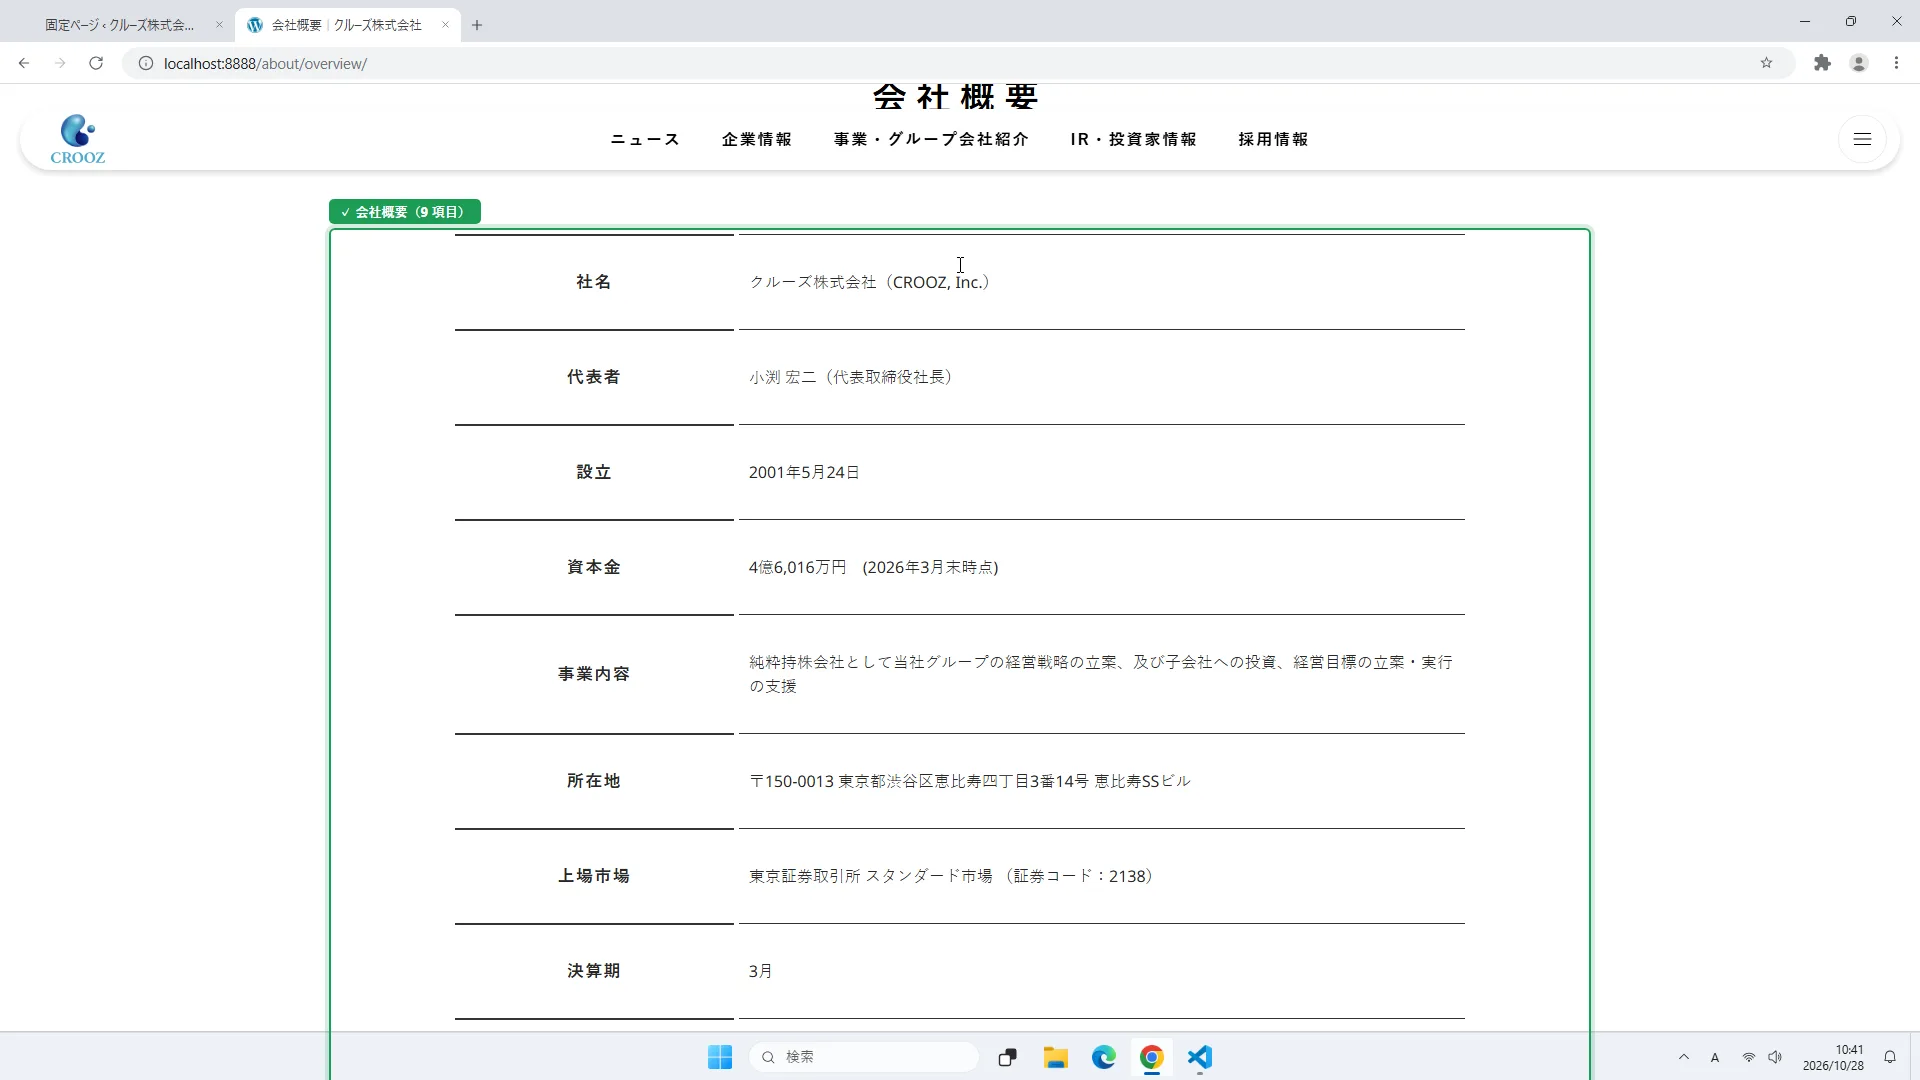 固定ページ ‹ クルーズ株式会...
会社概要｜クルーズ株式会社
localhost:8888/about/overview/
会社概要
CROOZ
ニュース
企業情報
事業・グループ会社紹介
IR・投資家情報
採用情報
✓ 会社概要（9 項目）
社名
クルーズ株式会社（CROOZ, Inc.）
代表者
小渕 宏二（代表取締役社長）
設立
2001年5月24日
資本金
4億6,016万円　(2026年3月末時点)
事業内容
純粋持株会社として当社グループの経営戦略の立案、及び子会社への投資、経営目標の立案・実行
の支援
所在地
〒150-0013 東京都渋谷区恵比寿四丁目3番14号 恵比寿SSビル
上場市場
東京証券取引所 スタンダード市場 （証券コード：2138）
決算期
3月
検索
A
10:41
2026/10/28